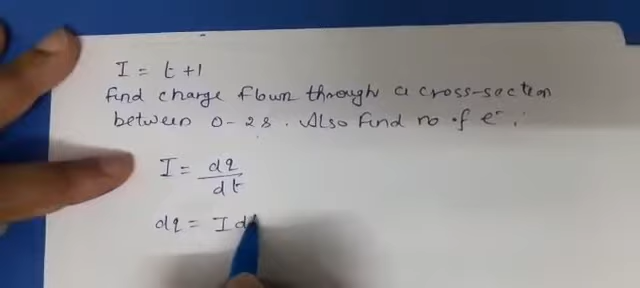 I = t + 1
find charge flown through a cross-section
between 0 - 2s. Also find no. of e⁻.
I = dq/dt
dq = I d